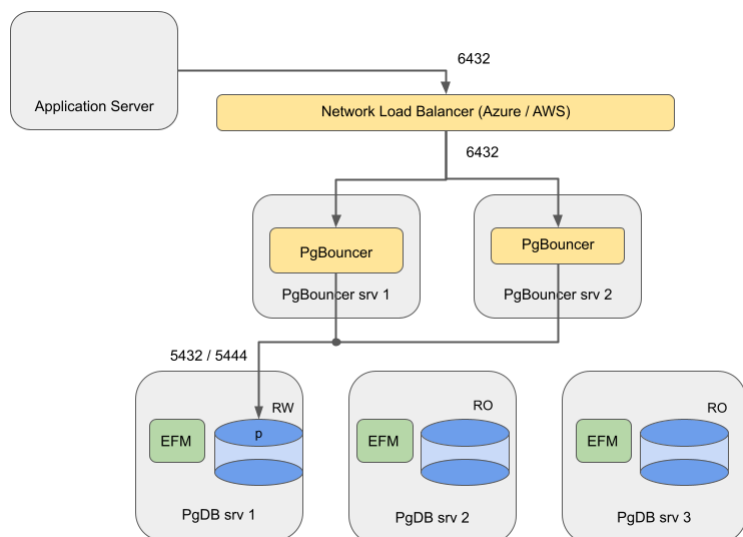 6432
Application Server
Network Load Balancer (Azure / AWS)
6432
PgBouncer
PgBouncer
PgBouncer srv 1
PgBouncer srv 2
5432 / 5444
RW
RO
RO
p
EFM
EFM
EFM
PgDB srv 1
PgDB srv 2
PgDB srv 3